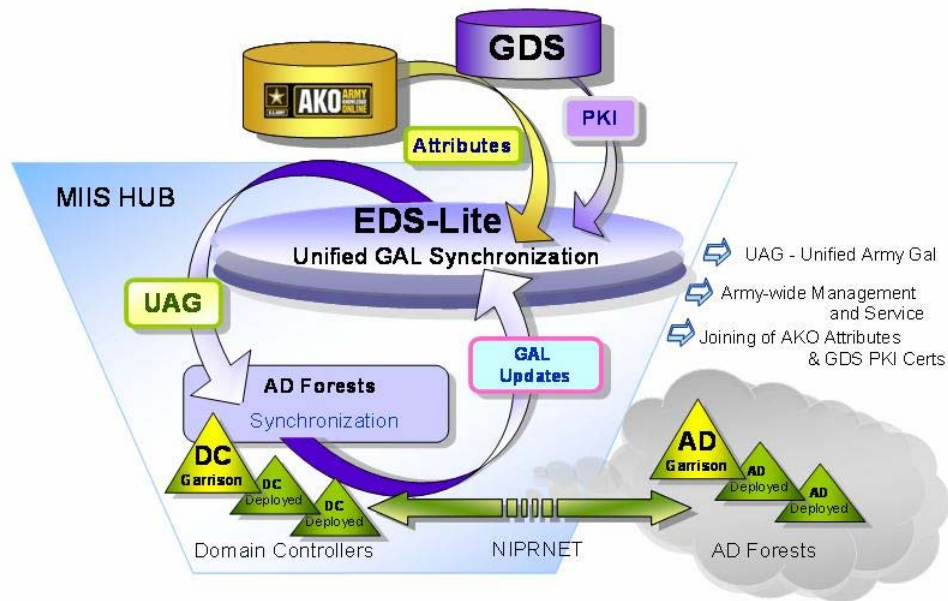 GDS
U.S. ARMY
AKO ARMY KNOWLEDGE ONLINE
PKI
Attributes
MIIS HUB
EDS-Lite
Unified GAL Synchronization
UAG - Unified Army Gal
UAG
Army-wide Management
and Service
Joining of AKO Attributes
& GDS PKI Certs
GAL
Updates
AD Forests
Synchronization
DC
Garrison
DC
Deployed
DC
Deployed
AD
Garrison
AD
Deployed
AD
Deployed
Domain Controllers
NIPRNET
AD Forests